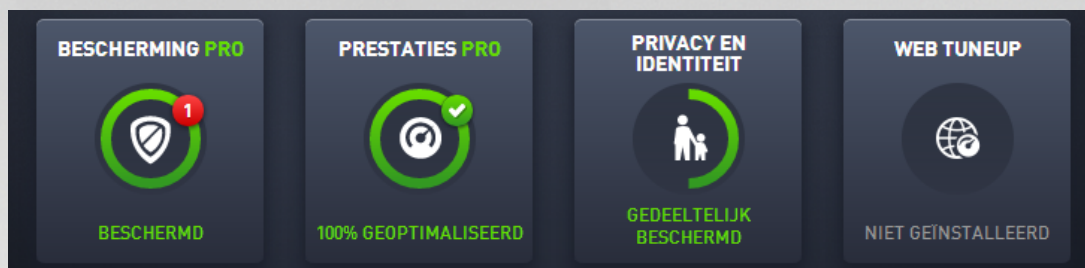 BESCHERMING PRO
1
BESCHERMD
PRESTATIES PRO
100% GEOPTIMALISEERD
PRIVACY EN
IDENTITEIT
GEDEELTELIJK
BESCHERMD
WEB TUNEUP
NIET GEÏNSTALLEERD